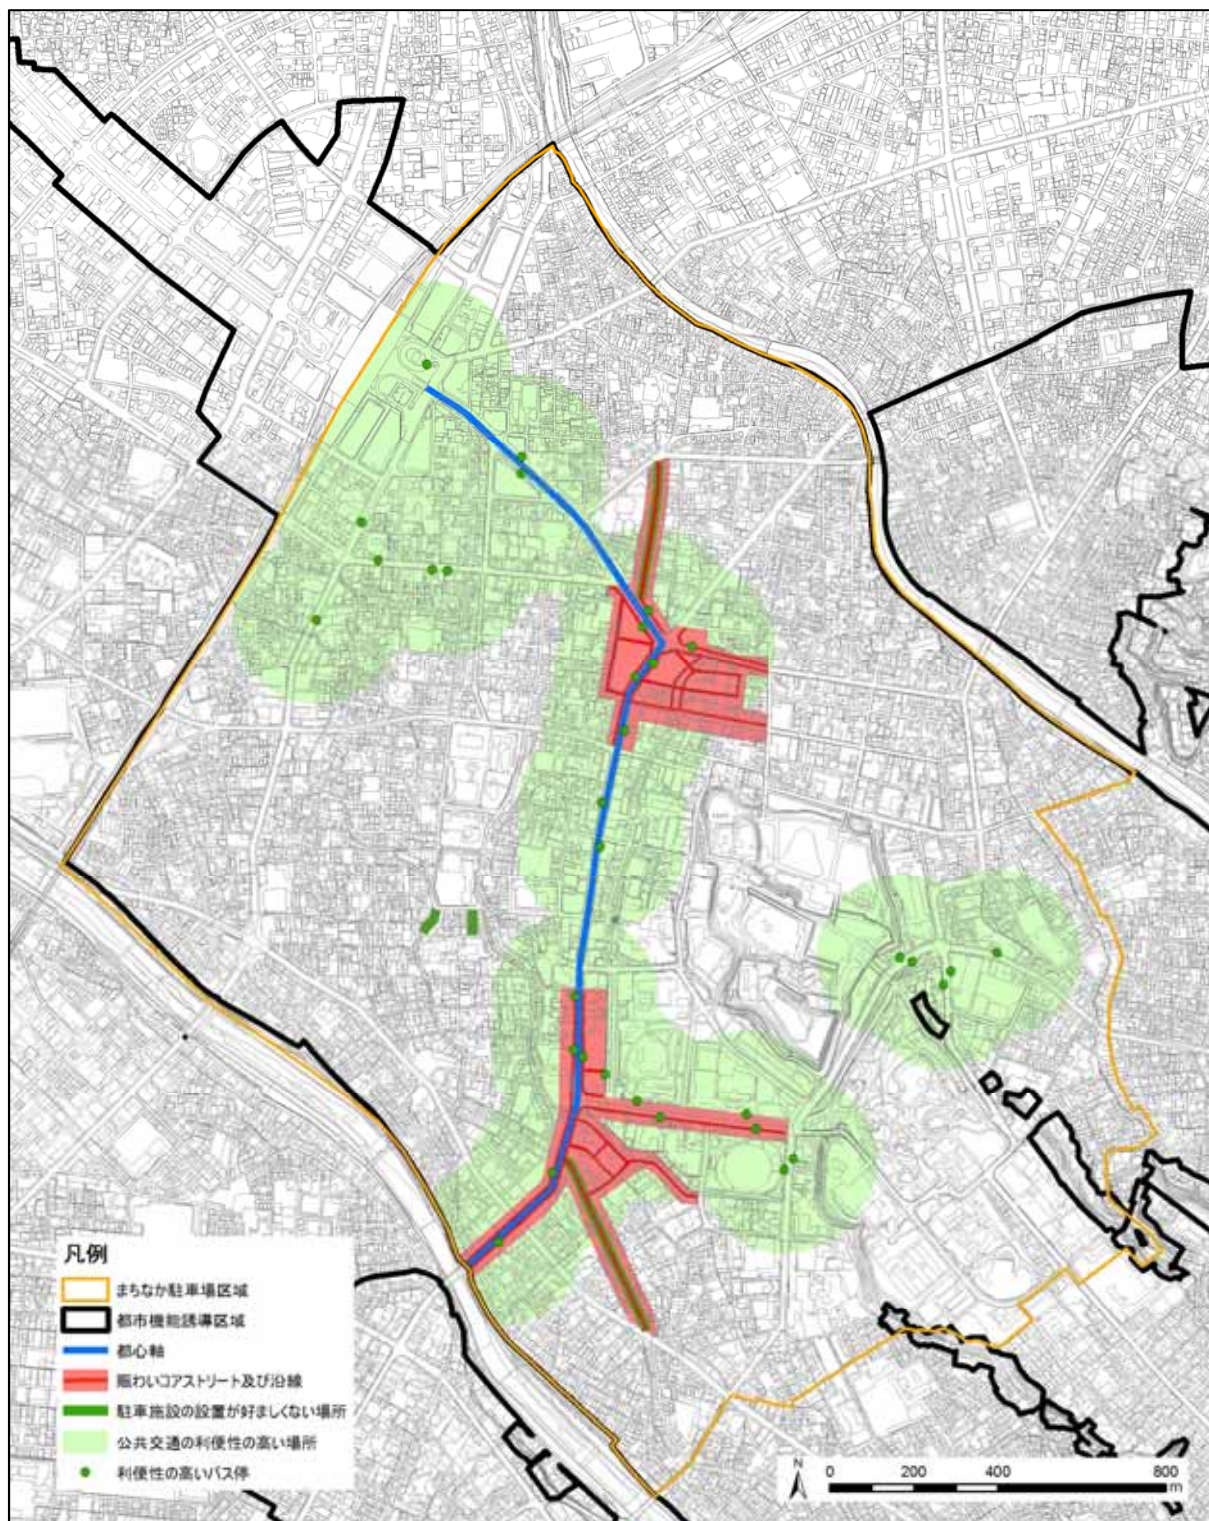 凡例
まちなか駐車場区域
都市機能誘導区域
都心軸
賑わいコアストリート及び沿線
駐車施設の設置が好ましくない場所
公共交通の利便性の高い場所
利便性の高いバス停
N
0 200 400 800
m